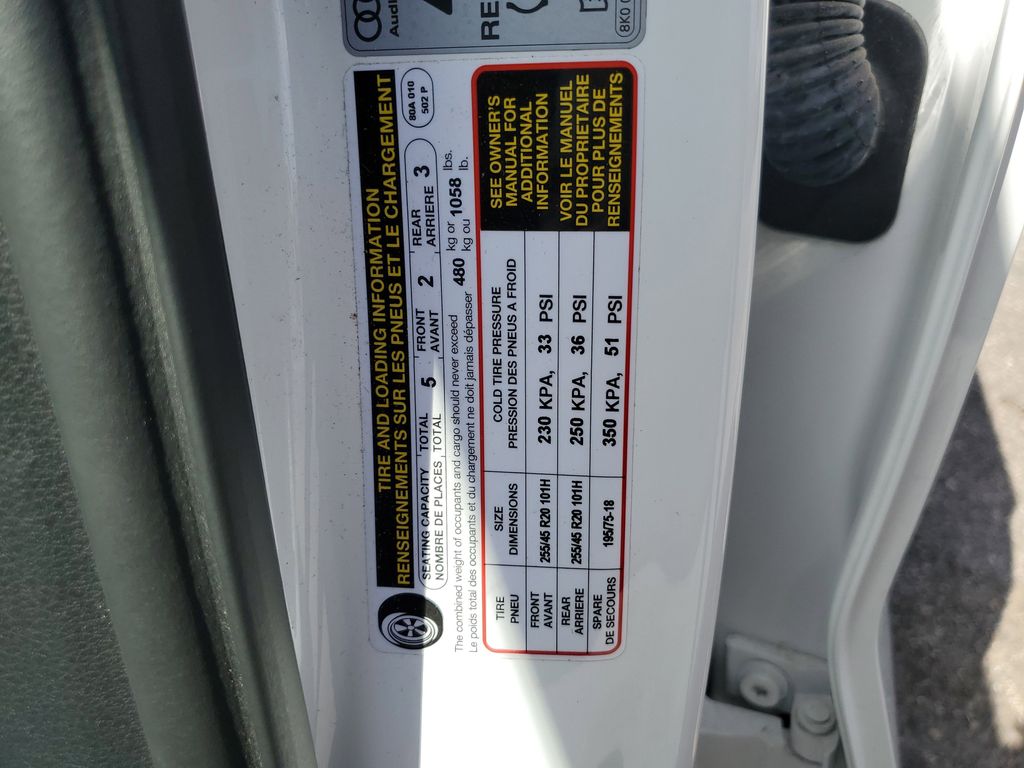 Audi
RE
8K0 0
TIRE AND LOADING INFORMATION
RENSEIGNEMENTS SUR LES PNEUS ET LE CHARGEMENT
80A 010
502 P
SEATING CAPACITY TOTAL 5 FRONT 2 REAR 3
NOMBRE DE PLACES TOTAL AVANT ARRIERE
The combined weight of occupants and cargo should never exceed 480 kg or 1058 lbs.
Le poids total des occupants et du chargement ne doit jamais dépasser kg ou lb.
TIRE SIZE COLD TIRE PRESSURE
PNEU DIMENSIONS PRESSION DES PNEUS À FROID
FRONT
AVANT 255/45 R20 101H 230 KPA, 33 PSI
REAR
ARRIERE 255/45 R20 101H 250 KPA, 36 PSI
SPARE
DE SECOURS 195/75-18 350 KPA, 51 PSI
SEE OWNER'S
MANUAL FOR
ADDITIONAL
INFORMATION
VOIR LE MANUEL
DU PROPRIETAIRE
POUR PLUS DE
RENSEIGNEMENTS